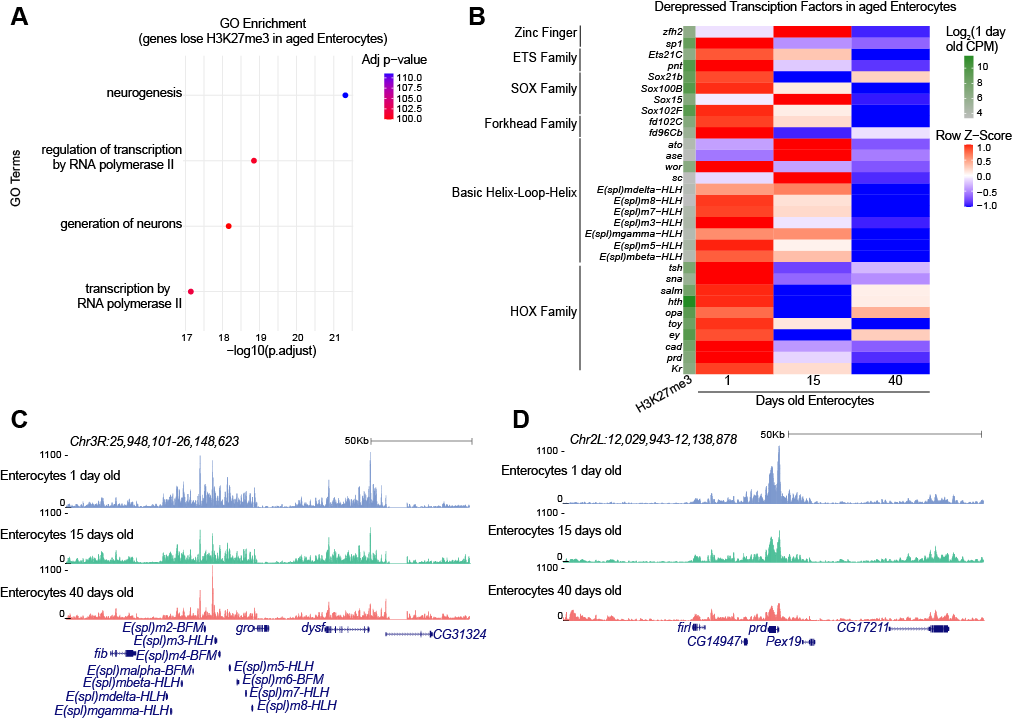 A
GO Enrichment
(genes lose H3K27me3 in aged Enterocytes)
Adj p-value
110.0
107.5
105.0
102.5
100.0
GO Terms
neurogenesis
regulation of transcription
by RNA polymerase II
generation of neurons
transcription by
RNA polymerase II
17 18 19 20 21
−log10(p.adjust)
B
Derepressed Transciption Factors in aged Enterocytes
Zinc Finger
ETS Family
SOX Family
Forkhead Family
Basic Helix-Loop-Helix
HOX Family
zfh2
sp1
Ets21C
pnt
Sox21b
Sox100B
Sox15
Sox102F
fd102C
fd96Cb
ato
ase
wor
sc
E(spl)mdelta−HLH
E(spl)m8−HLH
E(spl)m7−HLH
E(spl)m3−HLH
E(spl)mgamma−HLH
E(spl)m5−HLH
E(spl)mbeta−HLH
tsh
sna
salm
hth
opa
toy
ey
cad
prd
Kr
H3K27me3
1 15 40
Days old Enterocytes
Log2(1 day
old CPM)
10
8
6
4
Row Z−Score
1.0
0.5
0.0
−0.5
−1.0
C
Chr3R:25,948,101-26,148,623
50Kb
1100
Enterocytes 1 day old
0
1100
Enterocytes 15 days old
0
1100
Enterocytes 40 days old
0
E(spl)m2-BFM
gro
dysf
CG31324
E(spl)m3-HLH
fib
E(spl)m4-BFM
E(spl)malpha-BFM
E(spl)m5-HLH
E(spl)mbeta-HLH
E(spl)m6-BFM
E(spl)mdelta-HLH
E(spl)m7-HLH
E(spl)mgamma-HLH
E(spl)m8-HLH
D
Chr2L:12,029,943-12,138,878
50Kb
1100
Enterocytes 1 day old
0
1100
Enterocytes 15 days old
0
1100
Enterocytes 40 days old
0
firl
prd
CG17211
CG14947
Pex19